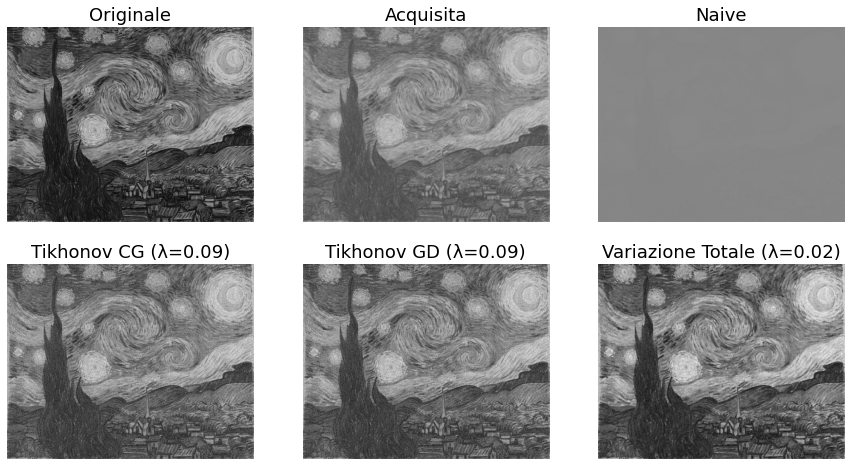 Originale
Acquisita
Naive
Tikhonov CG (λ=0.09)
Tikhonov GD (λ=0.09)
Variazione Totale (λ=0.02)